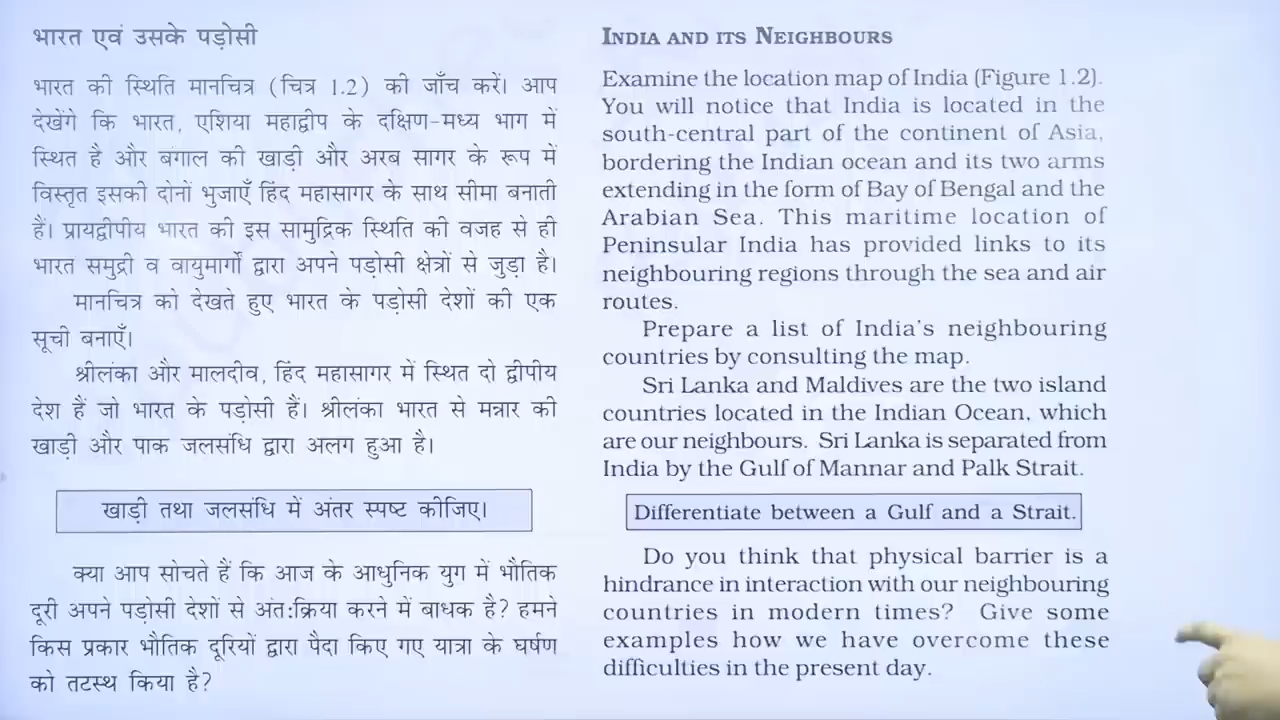 भारत एवं उसके पड़ोसी
भारत की स्थिति मानचित्र (चित्र 1.2) की जाँच करें। आप
देखेंगे कि भारत, एशिया महाद्वीप के दक्षिण-मध्य भाग में
स्थित है और बंगाल की खाड़ी और अरब सागर के रूप में
विस्तृत इसकी दोनों भुजाएँ हिंद महासागर के साथ सीमा बनाती
हैं। प्रायद्वीपीय भारत की इस सामुद्रिक स्थिति की वजह से ही
भारत समुद्री व वायुमार्गों द्वारा अपने पड़ोसी क्षेत्रों से जुड़ा है।
मानचित्र को देखते हुए भारत के पड़ोसी देशों की एक
सूची बनाएँ।
श्रीलंका और मालदीव, हिंद महासागर में स्थित दो द्वीपीय
देश हैं जो भारत के पड़ोसी हैं। श्रीलंका भारत से मन्नार की
खाड़ी और पाक जलसंधि द्वारा अलग हुआ है।
खाड़ी तथा जलसंधि में अंतर स्पष्ट कीजिए।
क्या आप सोचते हैं कि आज के आधुनिक युग में भौतिक
दूरी अपने पड़ोसी देशों से अंत:क्रिया करने में बाधक है? हमने
किस प्रकार भौतिक दूरियों द्वारा पैदा किए गए यात्रा के घर्षण
को तटस्थ किया है?
INDIA AND ITS NEIGHBOURS
Examine the location map of India (Figure 1.2).
You will notice that India is located in the
south-central part of the continent of Asia,
bordering the Indian ocean and its two arms
extending in the form of Bay of Bengal and the
Arabian Sea. This maritime location of
Peninsular India has provided links to its
neighbouring regions through the sea and air
routes.
Prepare a list of India's neighbouring
countries by consulting the map.
Sri Lanka and Maldives are the two island
countries located in the Indian Ocean, which
are our neighbours. Sri Lanka is separated from
India by the Gulf of Mannar and Palk Strait.
Differentiate between a Gulf and a Strait.
Do you think that physical barrier is a
hindrance in interaction with our neighbouring
countries in modern times? Give some
examples how we have overcome these
difficulties in the present day.